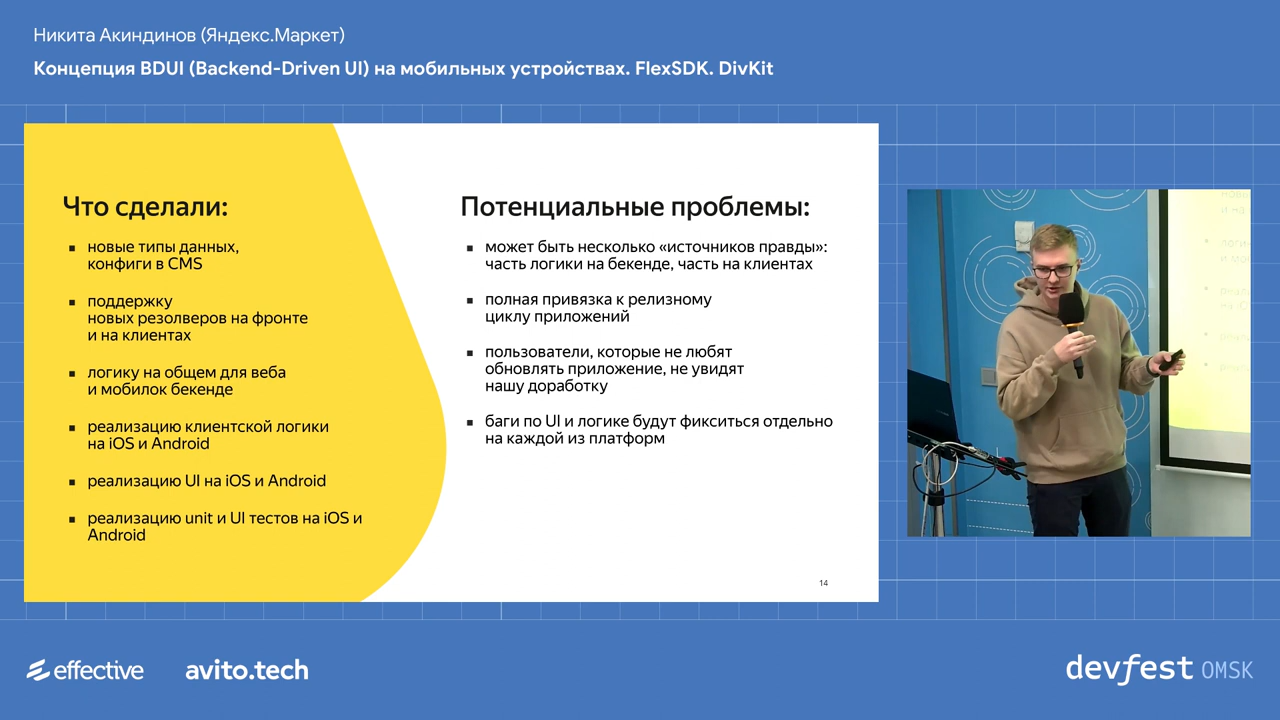 Никита Акиндинов (Яндекс.Маркет)
Концепция BDUI (Backend-Driven UI) на мобильных устройствах. FlexSDK. DivKit
Что сделали:
▪ новые типы данных,
конфиги в CMS
▪ поддержку
новых резолверов на фронте
и на клиентах
▪ логику на общем для веба
и мобилок бекенде
▪ реализацию клиентской логики
на iOS и Android
▪ реализацию UI на iOS и Android
▪ реализацию unit и UI тестов на iOS и
Android
Потенциальные проблемы:
▪ может быть несколько «источников правды»:
часть логики на бекенде, часть на клиентах
▪ полная привязка к релизному
циклу приложений
▪ пользователи, которые не любят
обновлять приложение, не увидят
нашу доработку
▪ баги по UI и логике будут фикситься отдельно
на каждой из платформ
14
effective
avito.tech
devfest OMSK